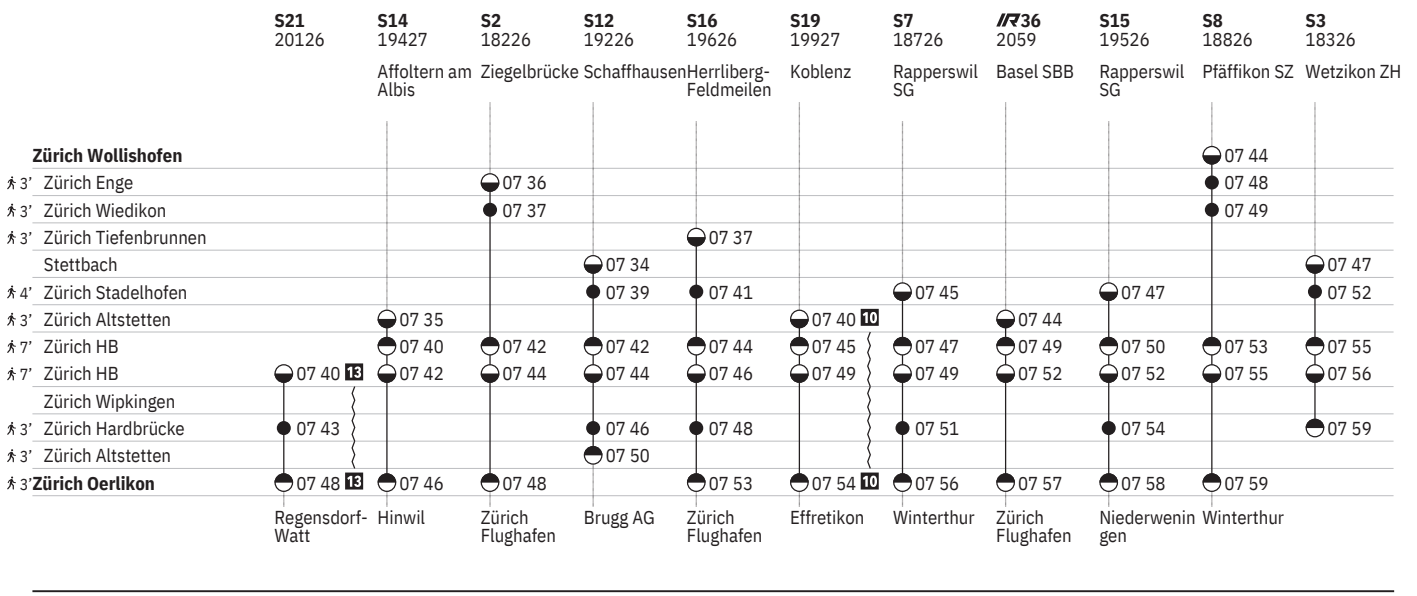 S21 S14 S2 S12 S16 S19 S7 IR36 S15 S8 S3
20126 19427 18226 19226 19626 19927 18726 2059 19526 18826 18326
Affoltern am Ziegelbrücke Schaffhausen Herrliberg- Koblenz Rapperswil Basel SBB Rapperswil Pfäffikon SZ Wetzikon ZH
Albis Feldmeilen SG SG
Zürich Wollishofen 07 44
3' Zürich Enge 07 36 07 48
3' Zürich Wiedikon 07 37 07 49
3' Zürich Tiefenbrunnen 07 37
Stettbach 07 34 07 47
4' Zürich Stadelhofen 07 39 07 41 07 45 07 47 07 52
3' Zürich Altstetten 07 35 07 40 10 07 44
7' Zürich HB 07 40 07 42 07 42 07 44 07 45 07 47 07 49 07 50 07 53 07 55
7' Zürich HB 07 40 13 07 42 07 44 07 44 07 46 07 49 07 49 07 52 07 52 07 55 07 56
Zürich Wipkingen
3' Zürich Hardbrücke 07 43 07 46 07 48 07 51 07 54 07 59
3' Zürich Altstetten 07 50
3' Zürich Oerlikon 07 48 13 07 46 07 48 07 53 07 54 10 07 56 07 57 07 58 07 59
Regensdorf- Hinwil Zürich Brugg AG Zürich Effretikon Winterthur Zürich Niederwenin Winterthur
Watt Flughafen Flughafen Flughafen gen